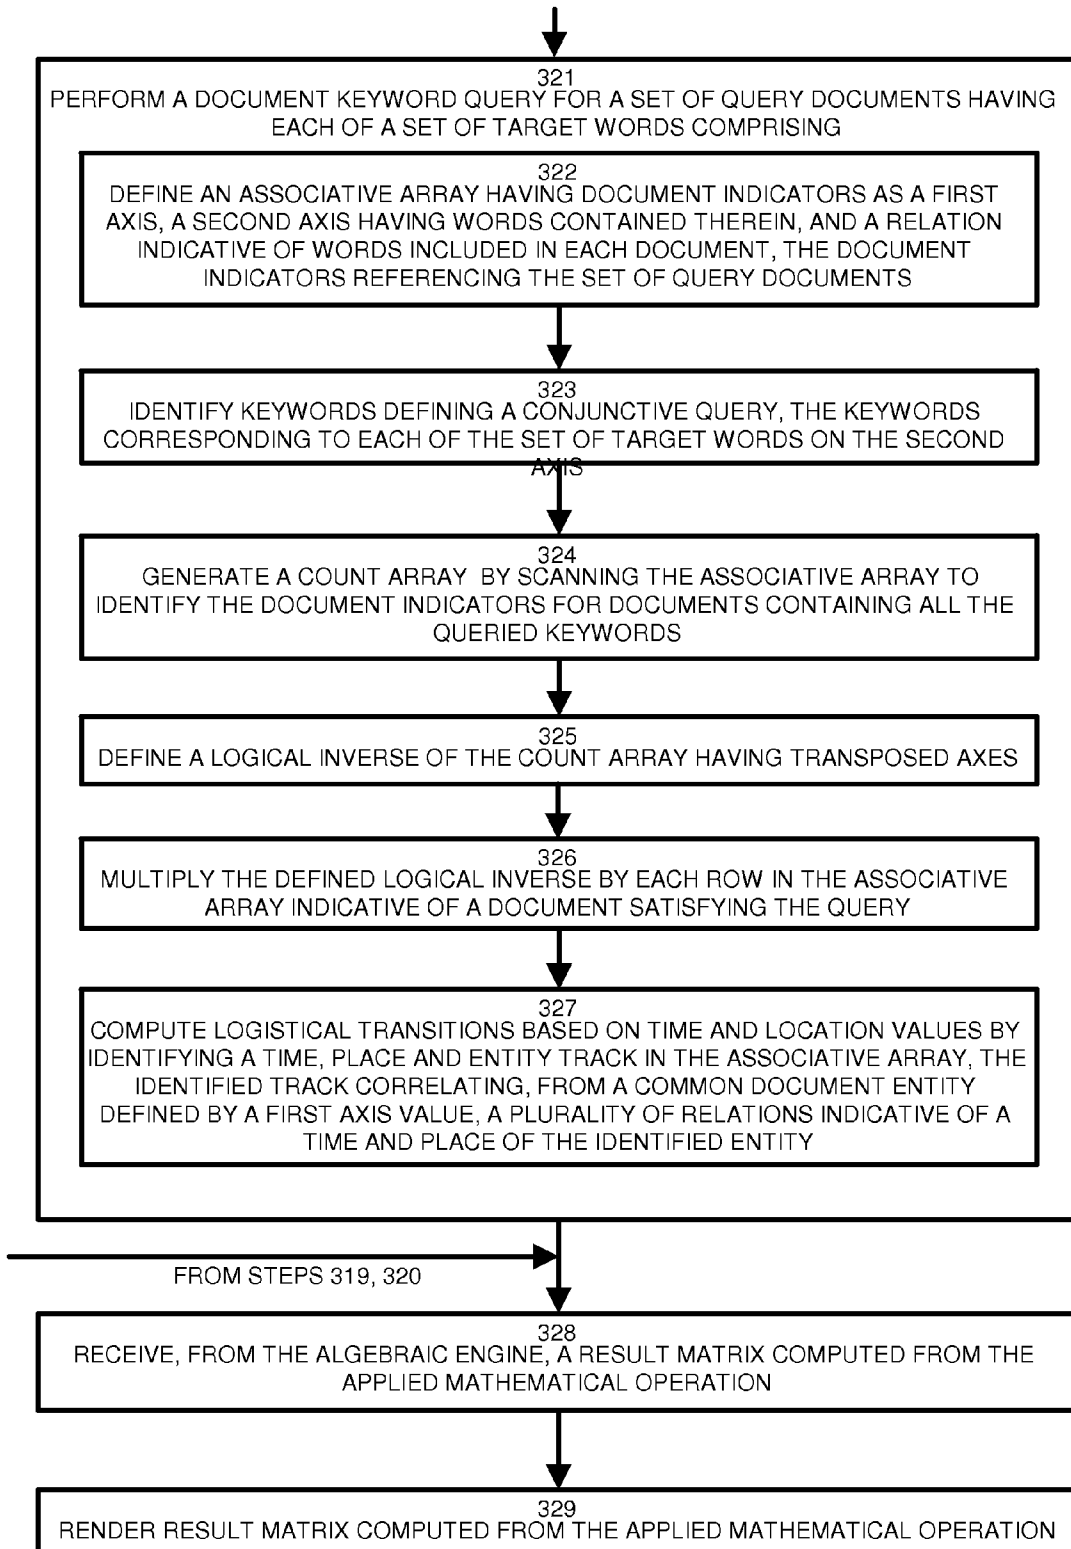 321
PERFORM A DOCUMENT KEYWORD QUERY FOR A SET OF QUERY DOCUMENTS HAVING
EACH OF A SET OF TARGET WORDS COMPRISING
322
DEFINE AN ASSOCIATIVE ARRAY HAVING DOCUMENT INDICATORS AS A FIRST
AXIS, A SECOND AXIS HAVING WORDS CONTAINED THEREIN, AND A RELATION
INDICATIVE OF WORDS INCLUDED IN EACH DOCUMENT, THE DOCUMENT
INDICATORS REFERENCING THE SET OF QUERY DOCUMENTS
323
IDENTIFY KEYWORDS DEFINING A CONJUNCTIVE QUERY, THE KEYWORDS
CORRESPONDING TO EACH OF THE SET OF TARGET WORDS ON THE SECOND
AXIS
324
GENERATE A COUNT ARRAY BY SCANNING THE ASSOCIATIVE ARRAY TO
IDENTIFY THE DOCUMENT INDICATORS FOR DOCUMENTS CONTAINING ALL THE
QUERIED KEYWORDS
325
DEFINE A LOGICAL INVERSE OF THE COUNT ARRAY HAVING TRANSPOSED AXES
326
MULTIPLY THE DEFINED LOGICAL INVERSE BY EACH ROW IN THE ASSOCIATIVE
ARRAY INDICATIVE OF A DOCUMENT SATISFYING THE QUERY
327
COMPUTE LOGISTICAL TRANSITIONS BASED ON TIME AND LOCATION VALUES BY
IDENTIFYING A TIME, PLACE AND ENTITY TRACK IN THE ASSOCIATIVE ARRAY, THE
IDENTIFIED TRACK CORRELATING, FROM A COMMON DOCUMENT ENTITY
DEFINED BY A FIRST AXIS VALUE, A PLURALITY OF RELATIONS INDICATIVE OF A
TIME AND PLACE OF THE IDENTIFIED ENTITY
FROM STEPS 319, 320
328
RECEIVE, FROM THE ALGEBRAIC ENGINE, A RESULT MATRIX COMPUTED FROM THE
APPLIED MATHEMATICAL OPERATION
329
RENDER RESULT MATRIX COMPUTED FROM THE APPLIED MATHEMATICAL OPERATION